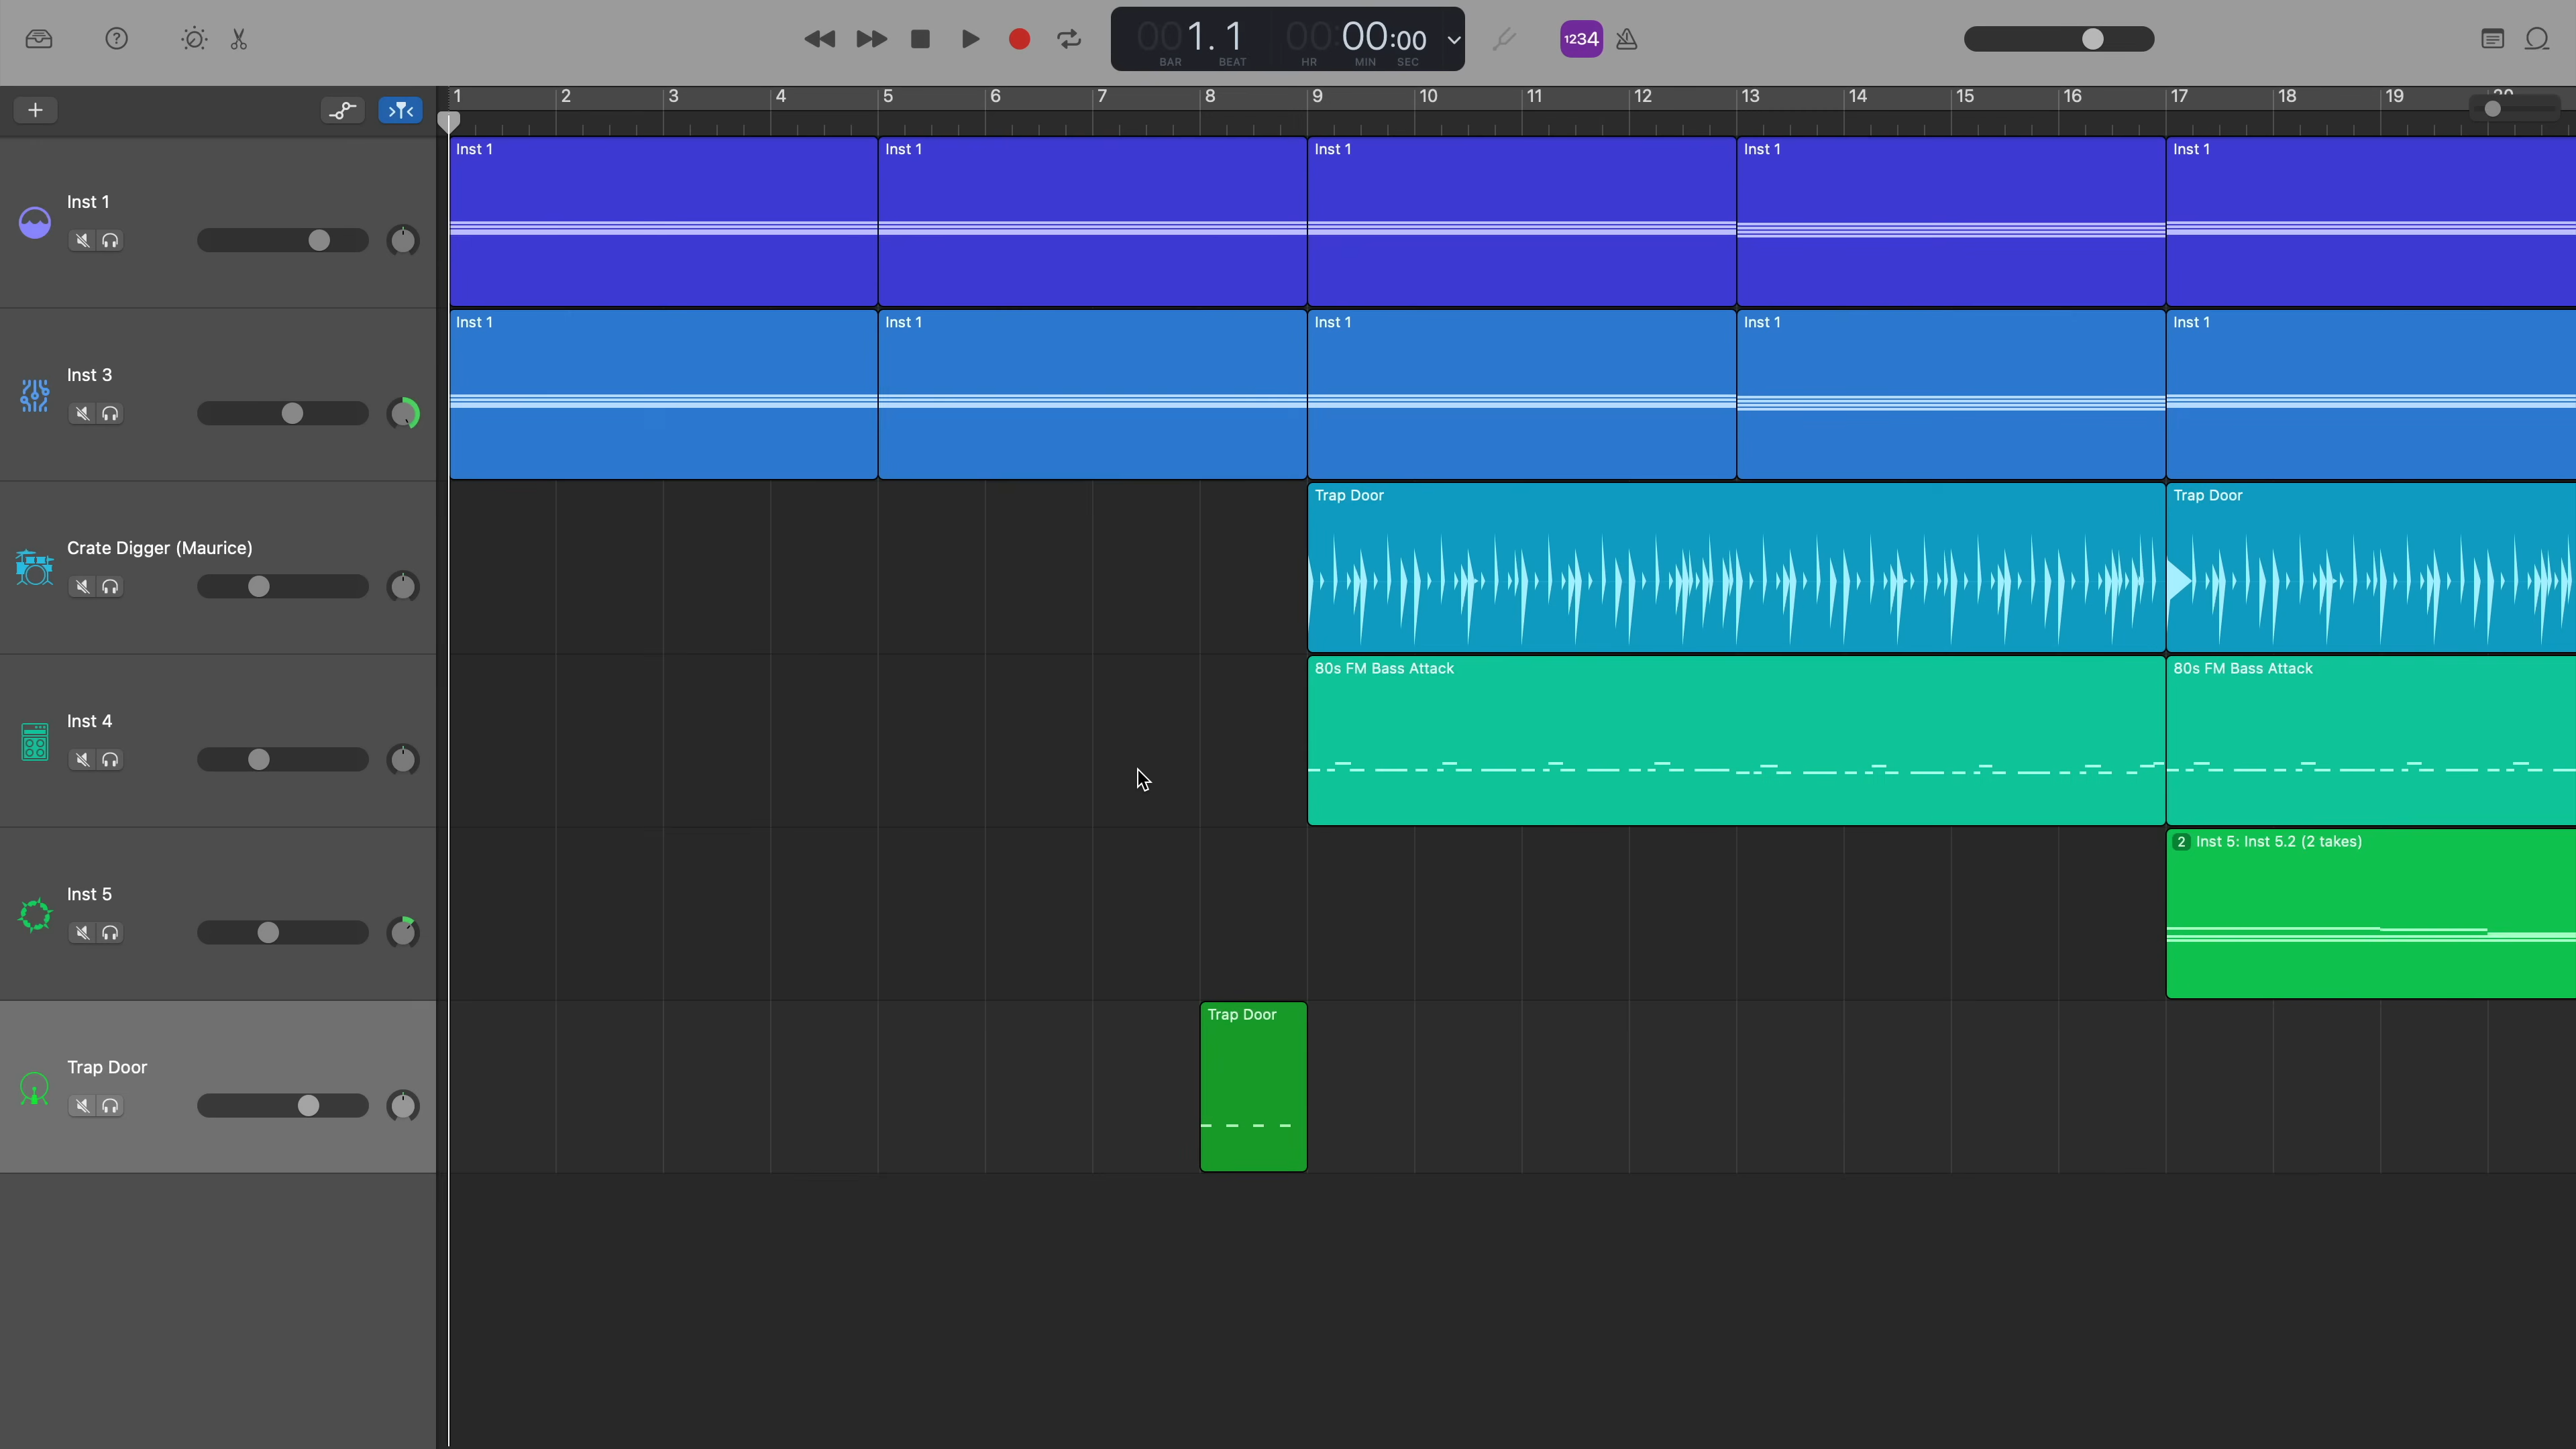 001. 1 00:00:00
1234
BAR BEAT HR MIN SEC
1 2 3 4 5 6 7 8 9 10 11 12 13 14 15 16 17 18 19 20
Inst 1
Inst 1 Inst 1 Inst 1 Inst 1 Inst 1
Inst 3
Inst 1 Inst 1 Inst 1 Inst 1 Inst 1
Crate Digger (Maurice)
Trap Door Trap Door
Inst 4
80s FM Bass Attack 80s FM Bass Attack
Inst 5
2 Inst 5: Inst 5.2 (2 takes)
Trap Door
Trap Door